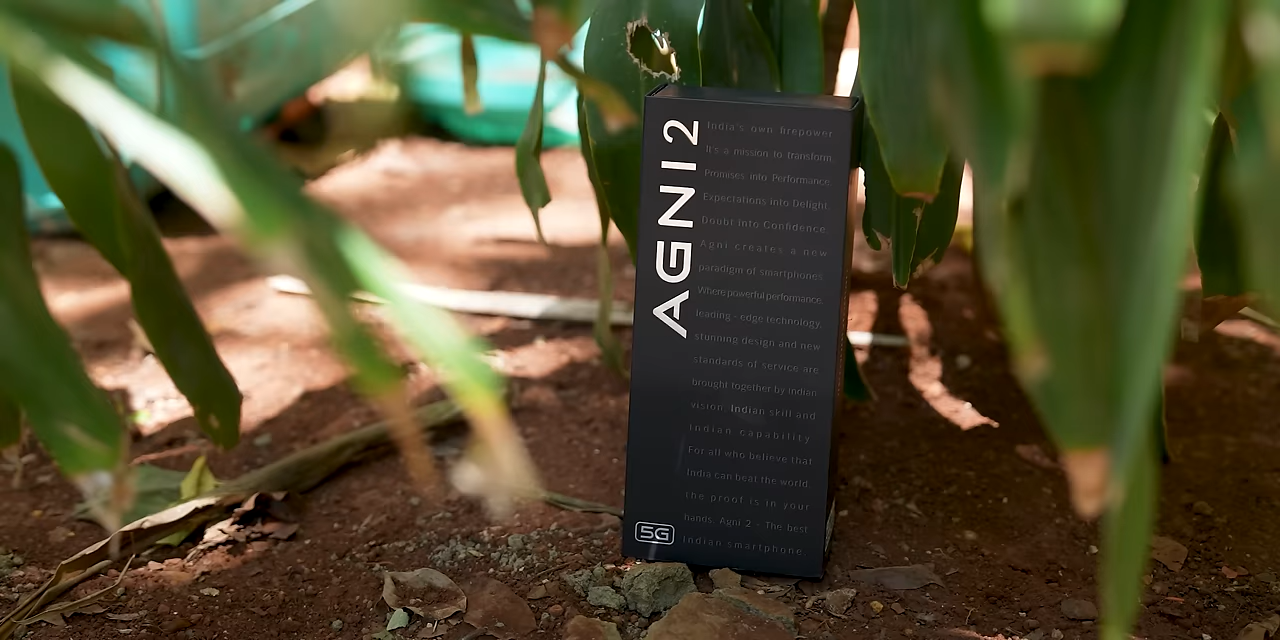 AGNI 2
India's own firepower
It's a mission to transform
Promises into Performance.
Expectations into Delight.
Doubt into Confidence.
Agni creates a new
paradigm of smartphones
Where powerful performance,
leading - edge technology,
stunning design and new
standards of service are
brought together by Indian
vision, Indian skill and
Indian capability
For all who believe that
India can beat the world
the proof is in your
hands. Agni 2 - The best
Indian smartphone
5G